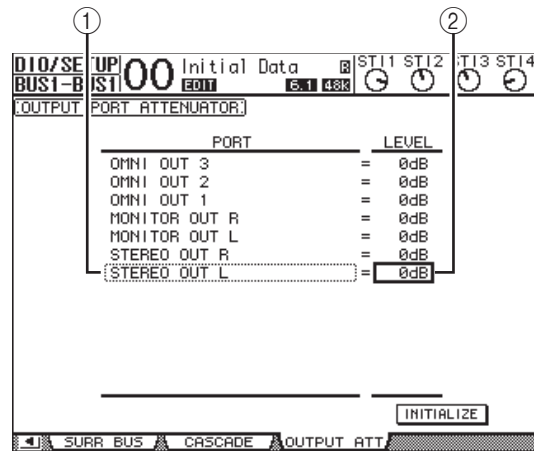 ① ②
DIO/SETUP 00 Initial Data R STI1 STI2 STI3 STI4
BUS1-BUS1 EDIT 6.1 48K
OUTPUT PORT ATTENUATOR
PORT LEVEL
OMNI OUT 3 = 0dB
OMNI OUT 2 = 0dB
OMNI OUT 1 = 0dB
MONITOR OUT R = 0dB
MONITOR OUT L = 0dB
STEREO OUT R = 0dB
STEREO OUT L = 0dB
INITIALIZE
SURR BUS CASCADE OUTPUT ATT